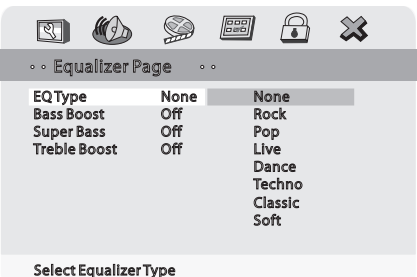 Equalizer Page
EQ Type None None
Bass Boost Off Rock
Super Bass Off Pop
Treble Boost Off Live
Dance
Techno
Classic
Soft
Select Equalizer Type